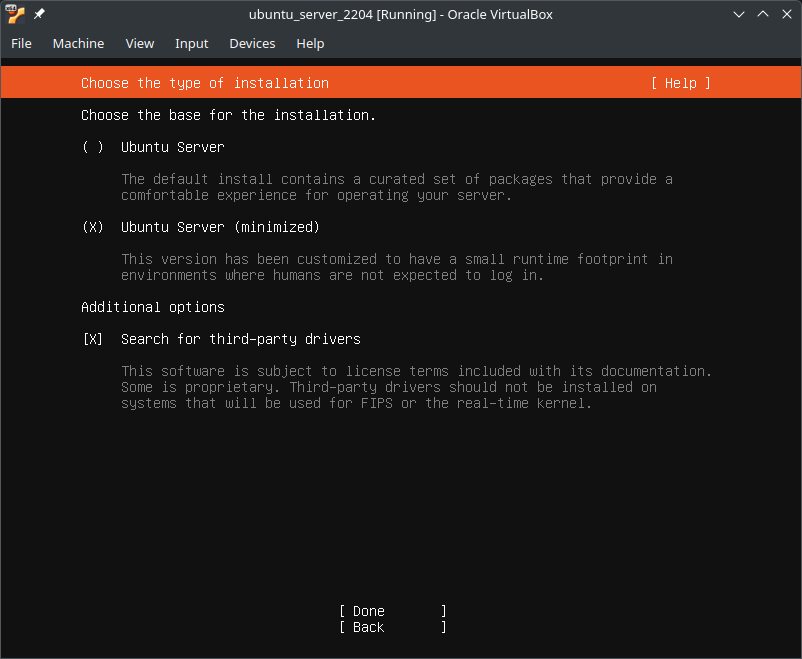 ubuntu_server_2204 [Running] - Oracle VirtualBox
File Machine View Input Devices Help
Choose the type of installation [ Help ]
Choose the base for the installation.
( ) Ubuntu Server
The default install contains a curated set of packages that provide a
comfortable experience for operating your server.
(X) Ubuntu Server (minimized)
This version has been customized to have a small runtime footprint in
environments where humans are not expected to log in.
Additional options
[X] Search for third-party drivers
This software is subject to license terms included with its documentation.
Some is proprietary. Third-party drivers should not be installed on
systems that will be used for FIPS or the real-time kernel.
[ Done ]
[ Back ]